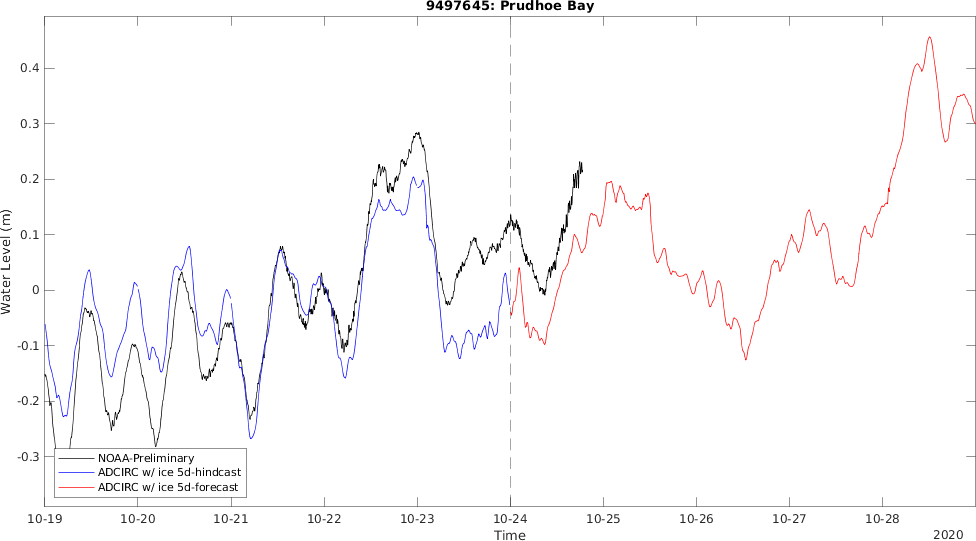 9497645: Prudhoe Bay
Water Level (m)
0.4
0.3
0.2
0.1
0
-0.1
-0.2
-0.3
NOAA-Preliminary
ADCIRC w/ ice 5d-hindcast
ADCIRC w/ ice 5d-forecast
10-19 10-20 10-21 10-22 10-23 10-24 10-25 10-26 10-27 10-28
Time
2020